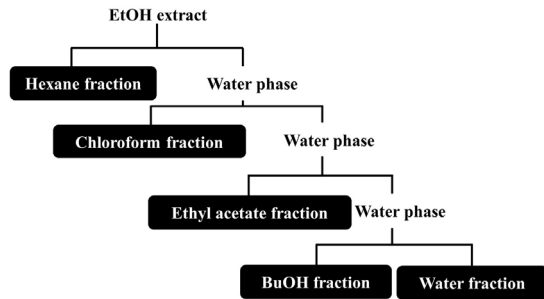 EtOH extract
Hexane fraction
Water phase
Chloroform fraction
Water phase
Ethyl acetate fraction
Water phase
BuOH fraction
Water fraction